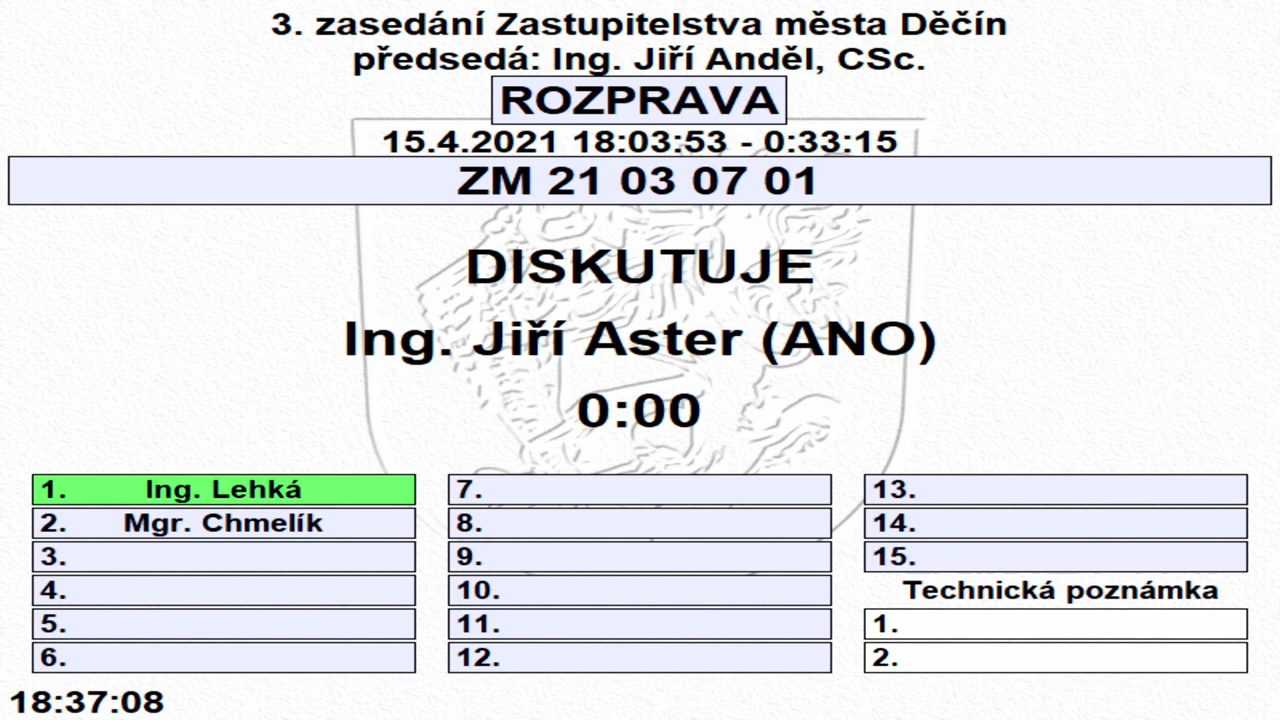 3. zasedání Zastupitelstva města Děčín
předsedá: Ing. Jiří Anděl, CSc.
ROZPRAVA
15.4.2021 18:03:53 - 0:33:15
ZM 21 03 07 01
DISKUTUJE
Ing. Jiří Aster (ANO)
0:00
1. Ing. Lehká
2. Mgr. Chmelík
3.
4.
5.
6.
7.
8.
9.
10.
11.
12.
13.
14.
15.
Technická poznámka
1.
2.
18:37:08